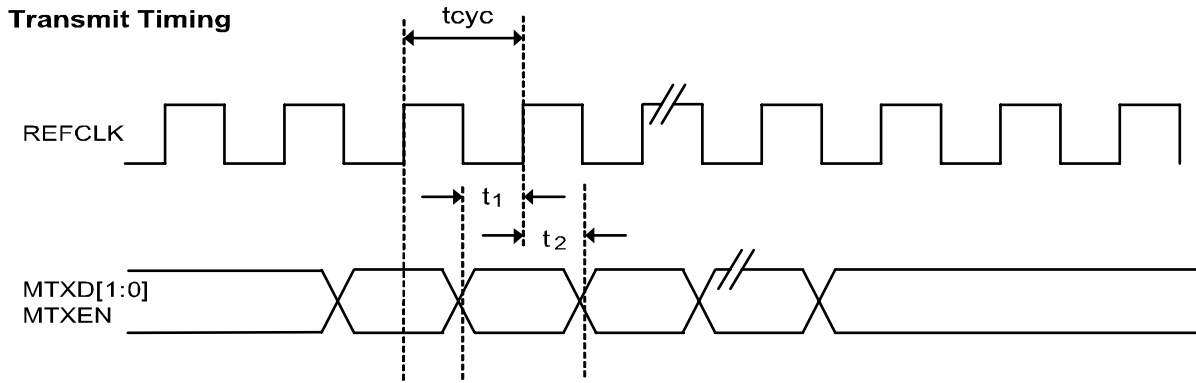 Transmit Timing
tcyc
REFCLK
t1
t2
MTXD[1:0]
MTXEN